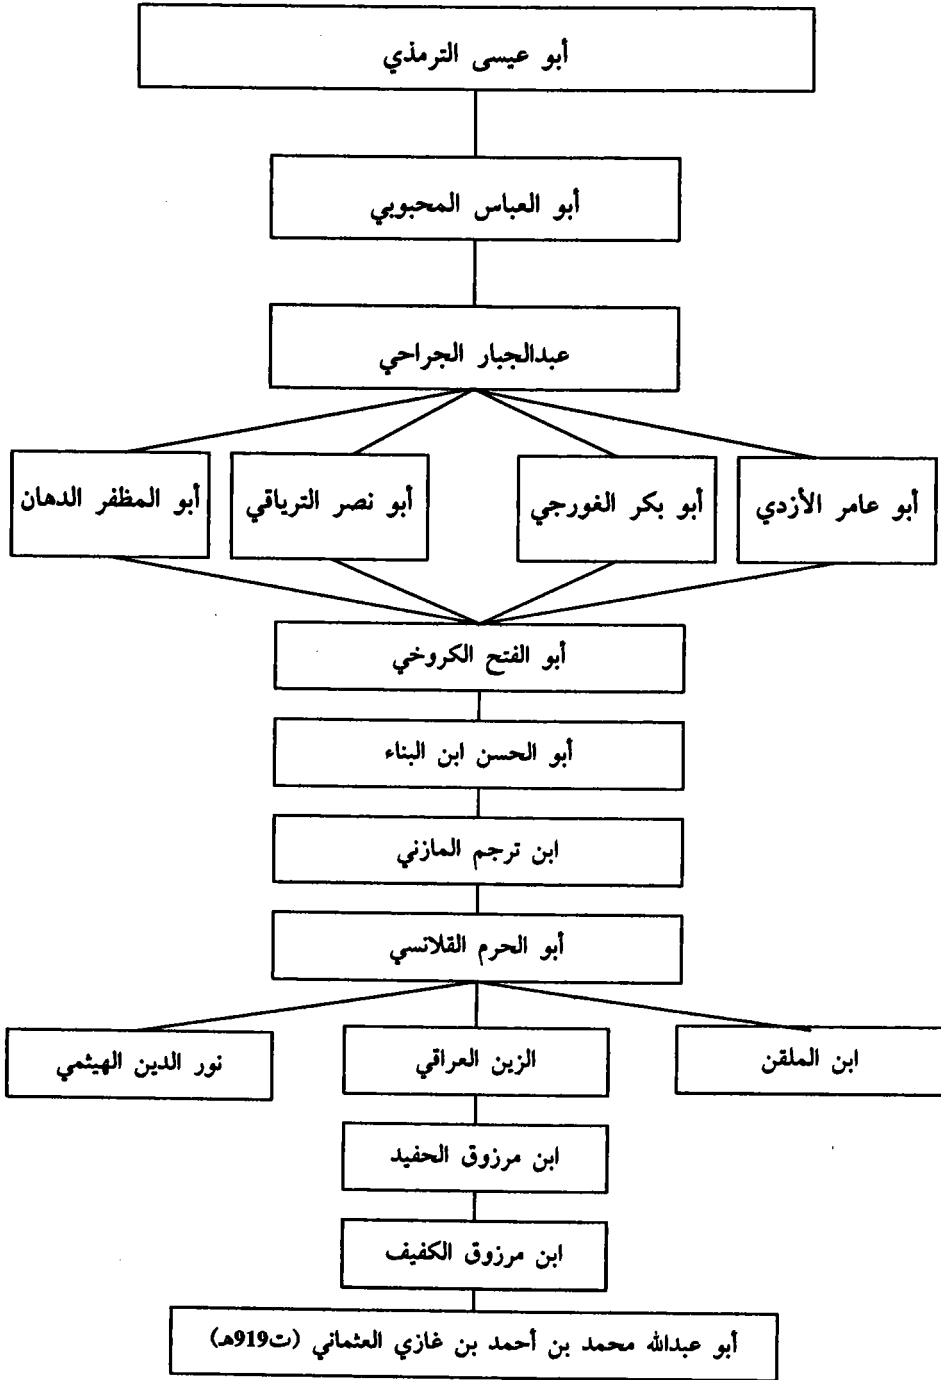 أبو عيسى الترمذي
أبو العباس المحبوبي
عبدالجبار الجراحي
أبو عامر الأزدي
أبو بكر الغورجي
أبو نصر الترياقي
أبو المظفر الدهان
أبو الفتح الكروخي
أبو الحسن ابن البناء
ابن ترجم المازني
أبو الحرم القلانسي
ابن الملقن
الزين العراقي
نور الدين الهيثمي
ابن مرزوق الحفيد
ابن مرزوق الكفيف
أبو عبدالله محمد بن أحمد بن غازي العثماني (ت919هـ)